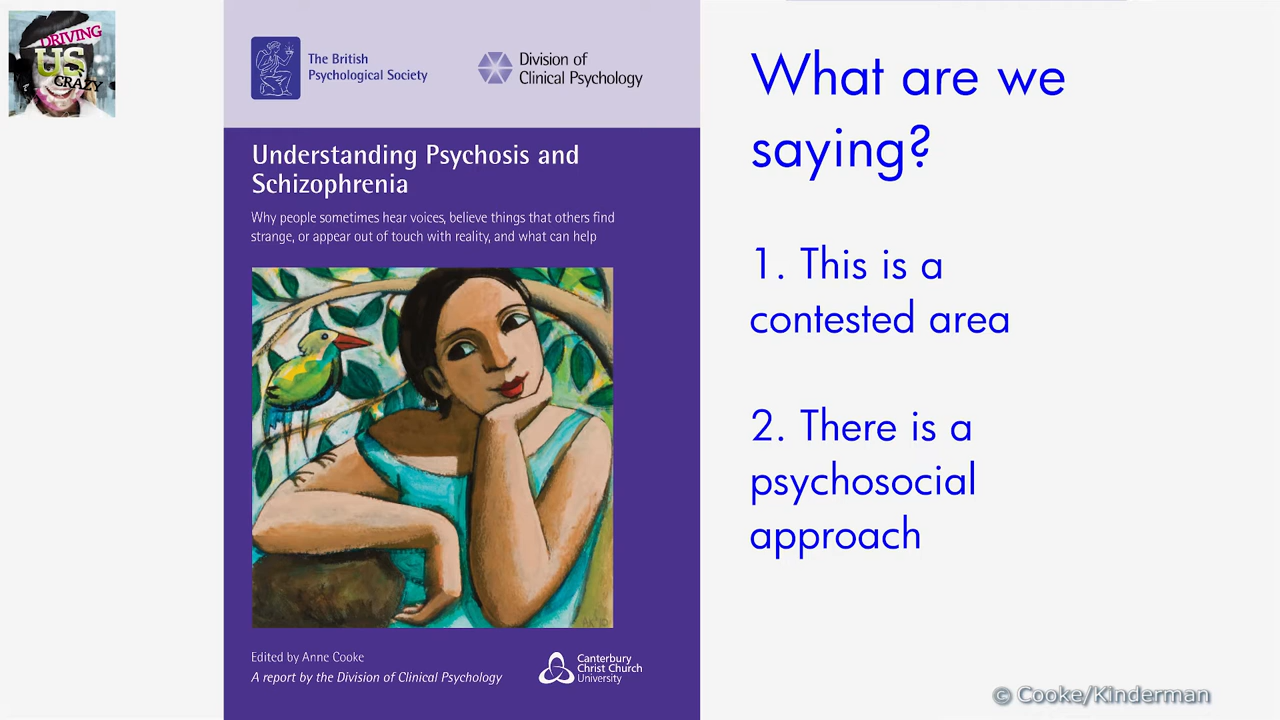 DRIVING
US
CRAZY
The British
Psychological Society
Division of
Clinical Psychology
Understanding Psychosis and
Schizophrenia
Why people sometimes hear voices, believe things that others find
strange, or appear out of touch with reality, and what can help
Edited by Anne Cooke
A report by the Division of Clinical Psychology
Canterbury
Christ Church
University
What are we
saying?
1. This is a
contested area
2. There is a
psychosocial
approach
© Cooke/Kinderman